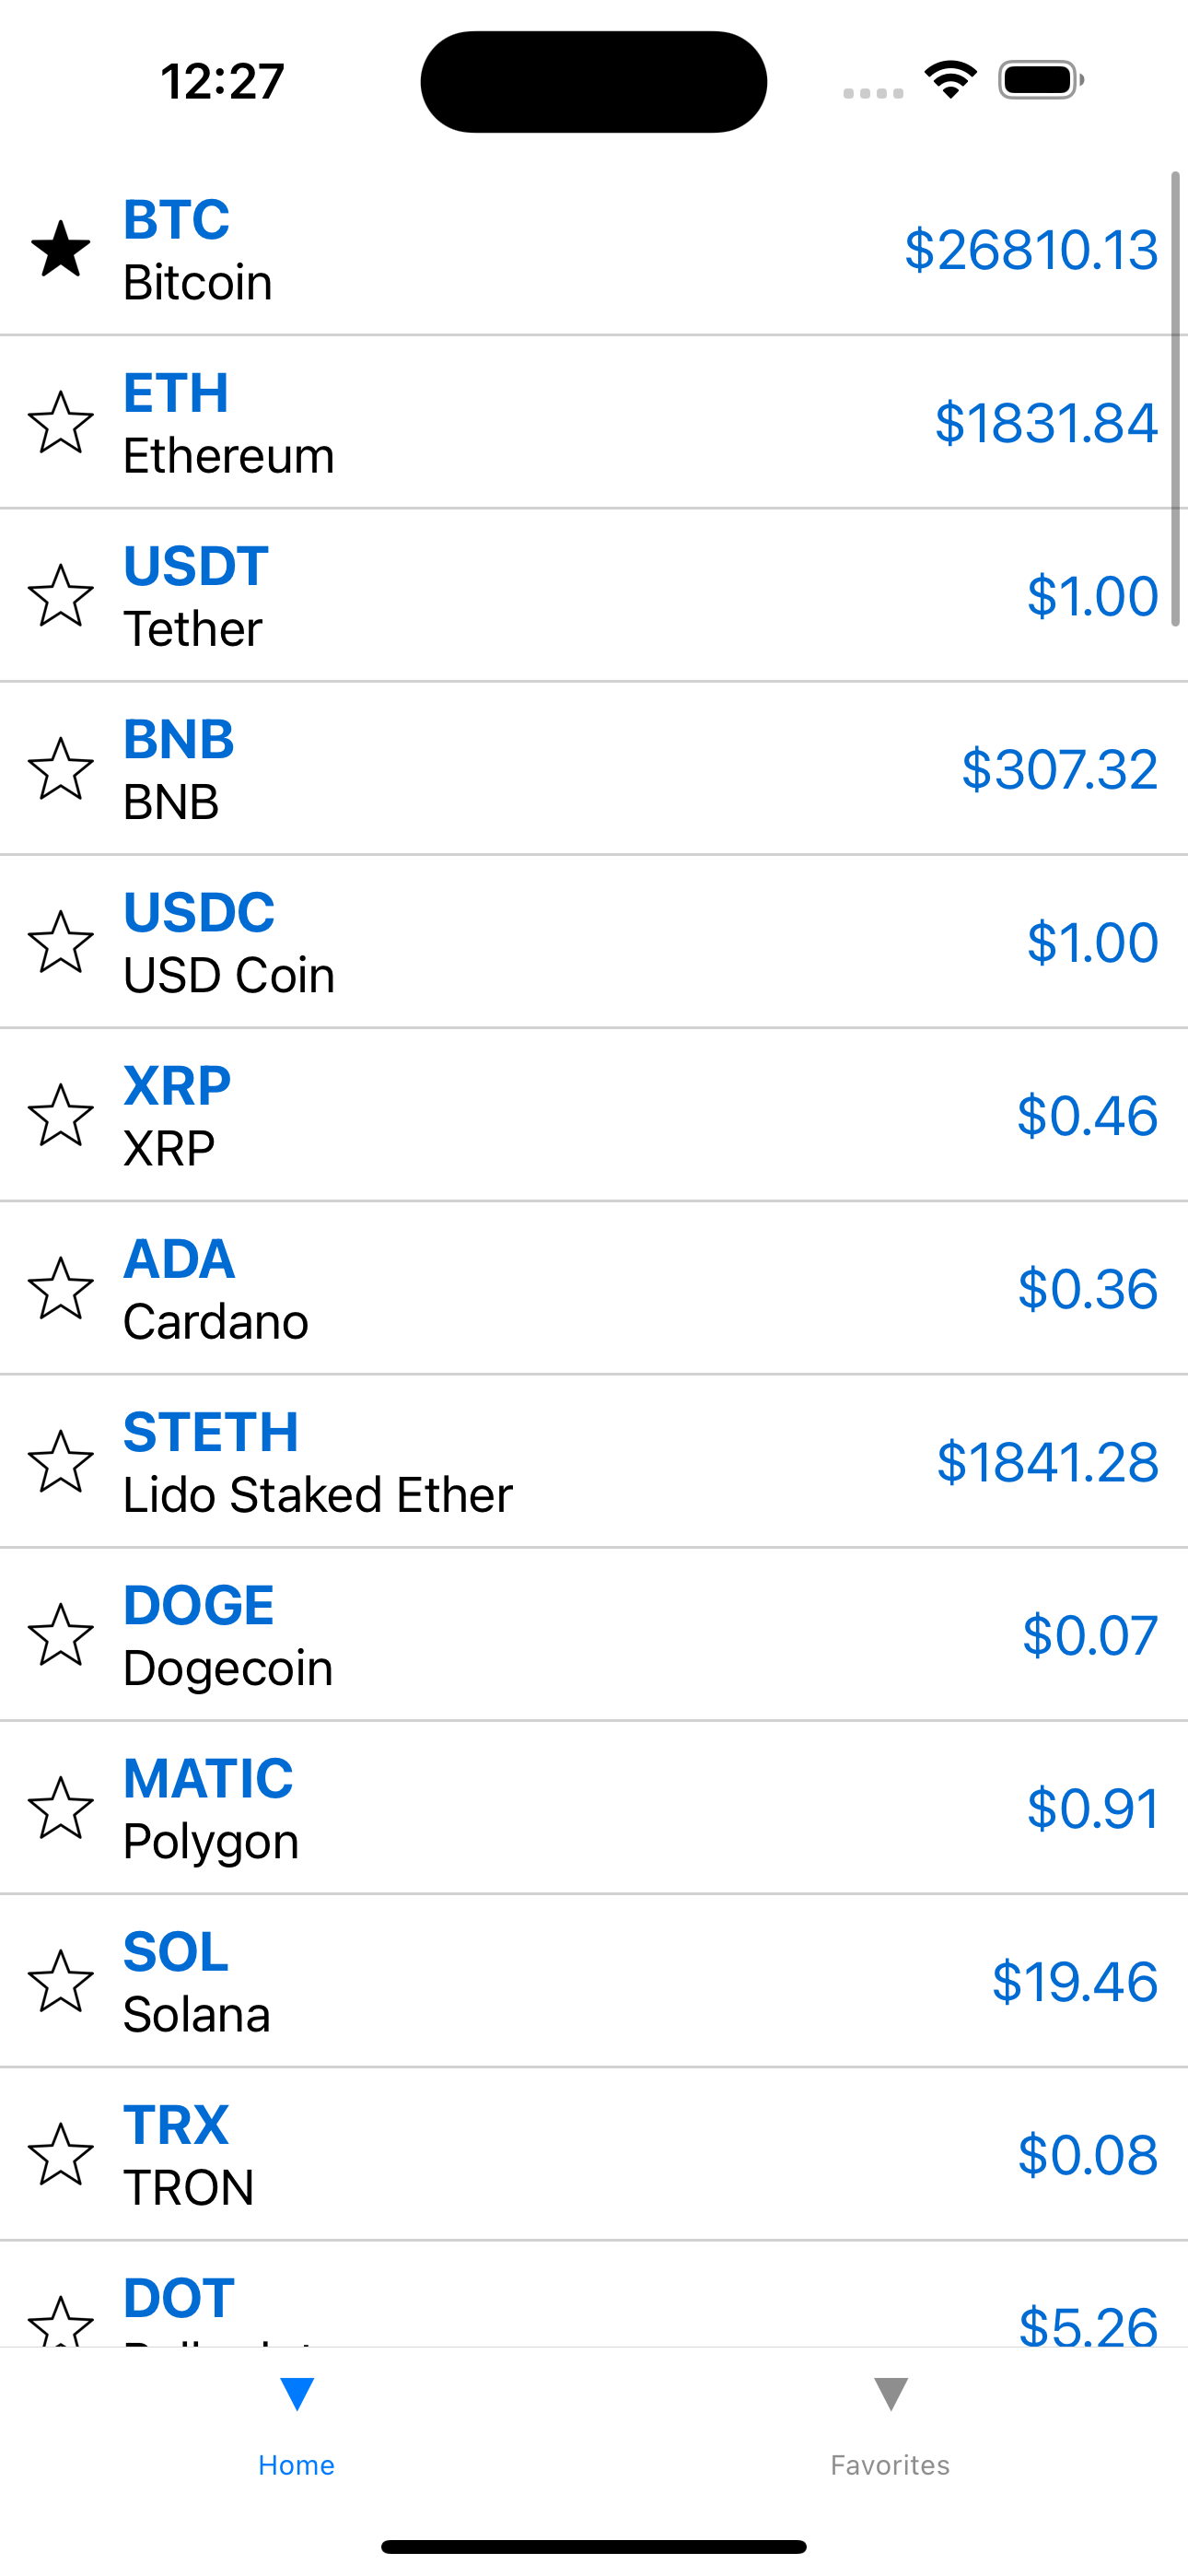 12:27
BTC
Bitcoin
$26810.13
ETH
Ethereum
$1831.84
USDT
Tether
$1.00
BNB
BNB
$307.32
USDC
USD Coin
$1.00
XRP
XRP
$0.46
ADA
Cardano
$0.36
STETH
Lido Staked Ether
$1841.28
DOGE
Dogecoin
$0.07
MATIC
Polygon
$0.91
SOL
Solana
$19.46
TRX
TRON
$0.08
DOT
$5.26
Home
Favorites